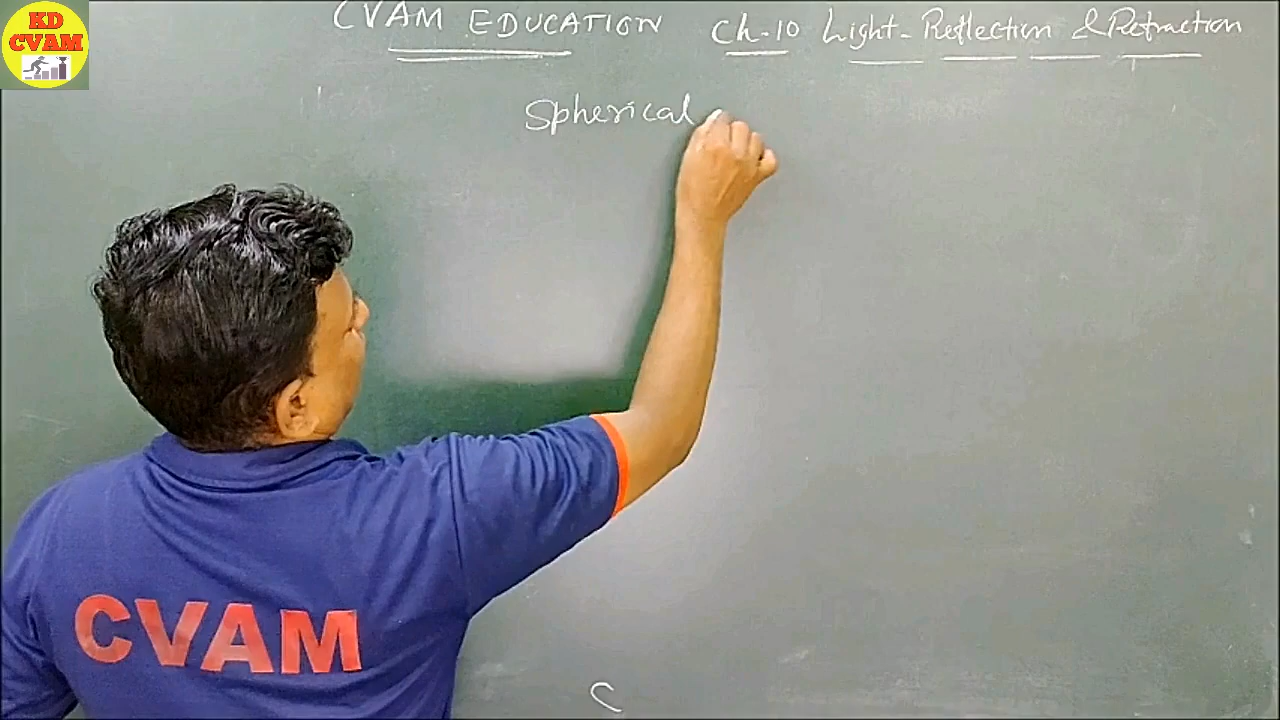 KD
CVAM
CVAM EDUCATION Ch-10 Light-Reflection & Refraction
Spherical
CVAM
C